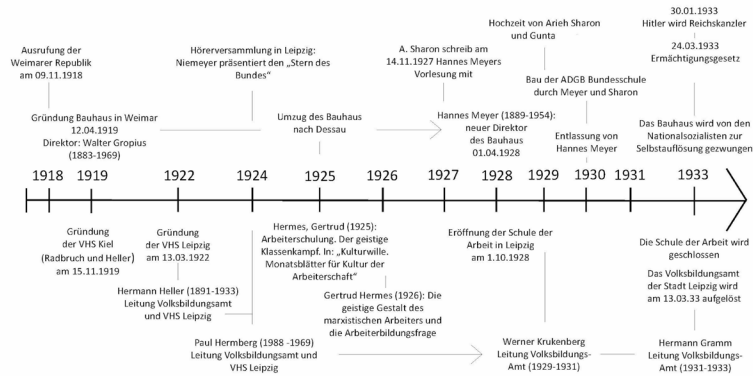 Ausrufung der
Weimarer Republik
am 09.11.1918
Hörerversammlung in Leipzig:
Niemeyer präsentiert den „Stern des
Bundes“
A. Sharon schreib am
14.11.1927 Hannes Meyers
Vorlesung mit
Hochzeit von Arieh Sharon
und Gunta
30.01.1933
Hitler wird Reichskanzler
24.03.1933
Ermächtigungsgesetz
Bau der ADGB Bundesschule
durch Meyer und Sharon
Gründung Bauhaus in Weimar
12.04.1919
Direktor: Walter Gropius
(1883-1969)
Umzug des Bauhaus
nach Dessau
Hannes Meyer (1889-1954):
neuer Direktor
des Bauhaus
01.04.1928
Entlassung von
Hannes Meyer
Das Bauhaus wird von den
Nationalsozialisten zur
Selbstauflösung gezwungen
1918 1919 1922 1924 1925 1926 1927 1928 1929 1930 1931 1933
Gründung
der VHS Kiel
(Radbruch und Heller)
am 15.11.1919
Gründung
der VHS Leipzig
am 13.03.1922
Hermes, Gertrud (1925):
Arbeiterschulung. Der geistige
Klassenkampf. In: „Kulturwille.
Monatsblätter für Kultur der
Arbeiterschaft“
Eröffnung der Schule der
Arbeit in Leipzig
am 1.10.1928
Die Schule der Arbeit wird
geschlossen
Das Volksbildungsamt
der Stadt Leipzig wird
am 13.03.33 aufgelöst
Hermann Heller (1891-1933)
Leitung Volksbildungsamt
und VHS Leipzig
Gertrud Hermes (1926): Die
geistige Gestalt des
marxistischen Arbeiters und
die Arbeiterbildungsfrage
Paul Hermberg (1988 -1969)
Leitung Volksbildungsamt und
VHS Leipzig
Werner Krukenberg
Leitung Volksbildungs-
Amt (1929-1931)
Hermann Gramm
Leitung Volksbildungs-
Amt (1931-1933)